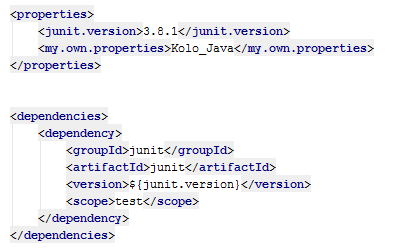 <properties>
    <junit.version>3.8.1</junit.version>
    <my.own.properties>Kolo_Java</my.own.properties>
</properties>
<dependencies>
    <dependency>
        <groupId>junit</groupId>
        <artifactId>junit</artifactId>
        <version>${junit.version}</version>
        <scope>test</scope>
    </dependency>
</dependencies>